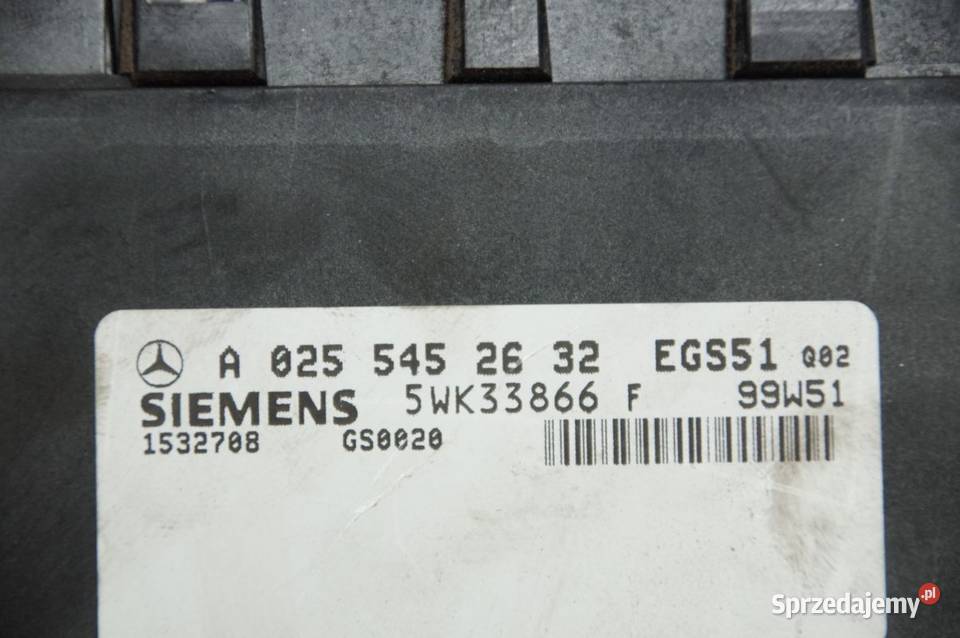 A 025 545 26 32 EGS51 Q02
SIEMENS 5WK33866 F 99W51
1532708 GS0020
Sprzedajemy.pl